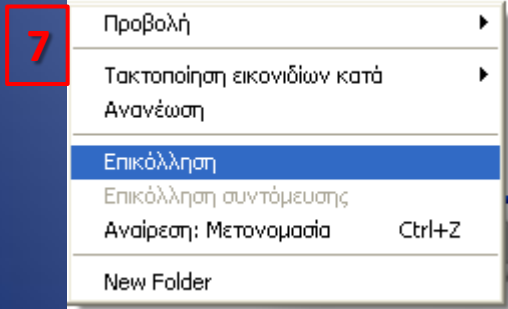 7
Προβολή
Τακτοποίηση εικονιδίων κατά
Ανανέωση
Επικόλληση
Επικόλληση συντόμευσης
Αναίρεση: Μετονομασία Ctrl+Z
New Folder